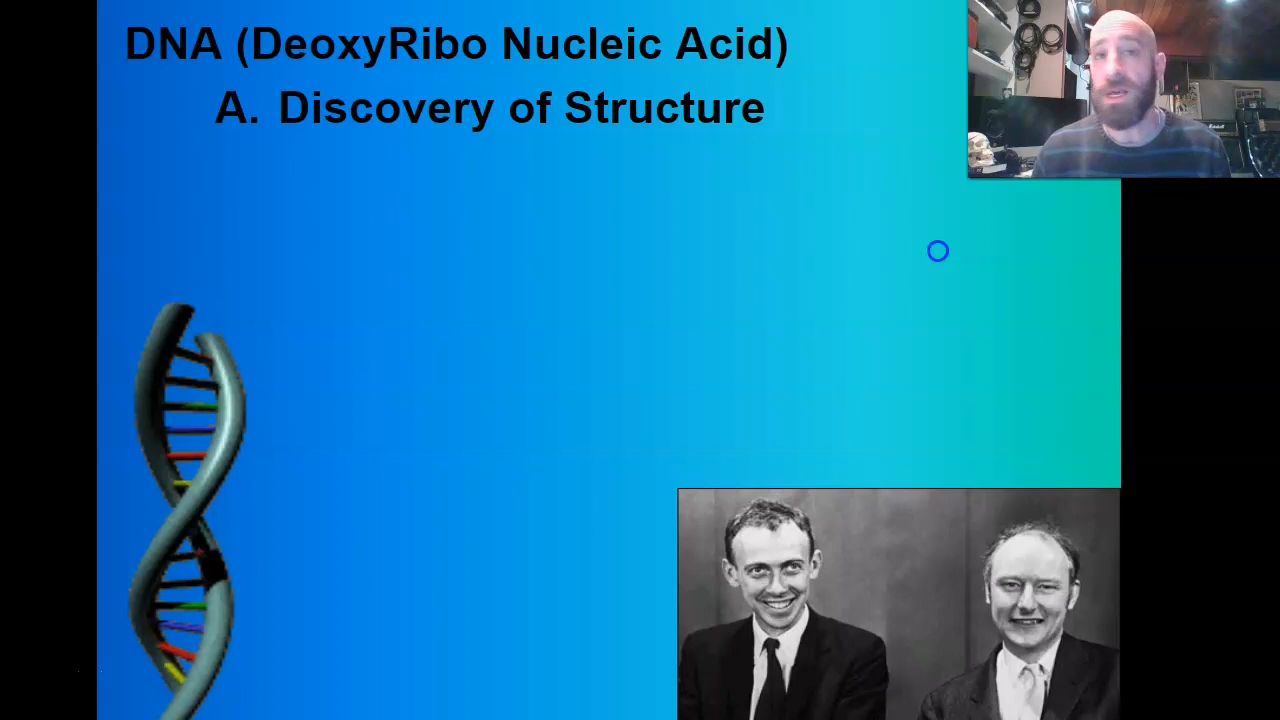 DNA (DeoxyRibo Nucleic Acid)
A. Discovery of Structure